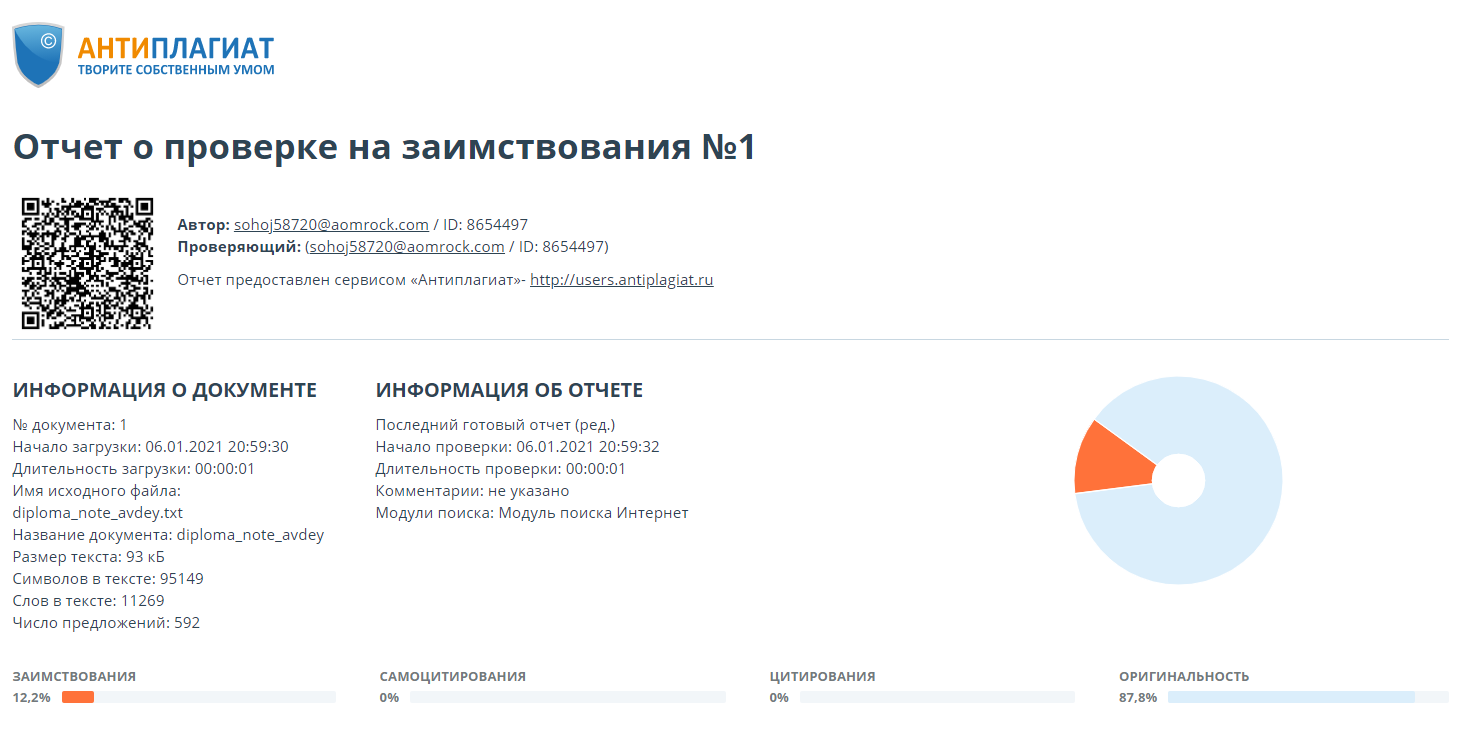 ©
АНТИПЛАГИАТ
ТВОРИТЕ СОБСТВЕННЫМ УМОМ
Отчет о проверке на заимствования №1
Автор: sohoj58720@aomrock.com / ID: 8654497
Проверяющий: (sohoj58720@aomrock.com / ID: 8654497)
Отчет предоставлен сервисом «Антиплагиат»- http://users.antiplagiat.ru
ИНФОРМАЦИЯ О ДОКУМЕНТЕ
№ документа: 1
Начало загрузки: 06.01.2021 20:59:30
Длительность загрузки: 00:00:01
Имя исходного файла:
diploma_note_avdey.txt
Название документа: diploma_note_avdey
Размер текста: 93 кБ
Символов в тексте: 95149
Слов в тексте: 11269
Число предложений: 592
ИНФОРМАЦИЯ ОБ ОТЧЕТЕ
Последний готовый отчет (ред.)
Начало проверки: 06.01.2021 20:59:32
Длительность проверки: 00:00:01
Комментарии: не указано
Модули поиска: Модуль поиска Интернет
ЗАИМСТВОВАНИЯ
12,2%
САМОЦИТИРОВАНИЯ
0%
ЦИТИРОВАНИЯ
0%
ОРИГИНАЛЬНОСТЬ
87,8%